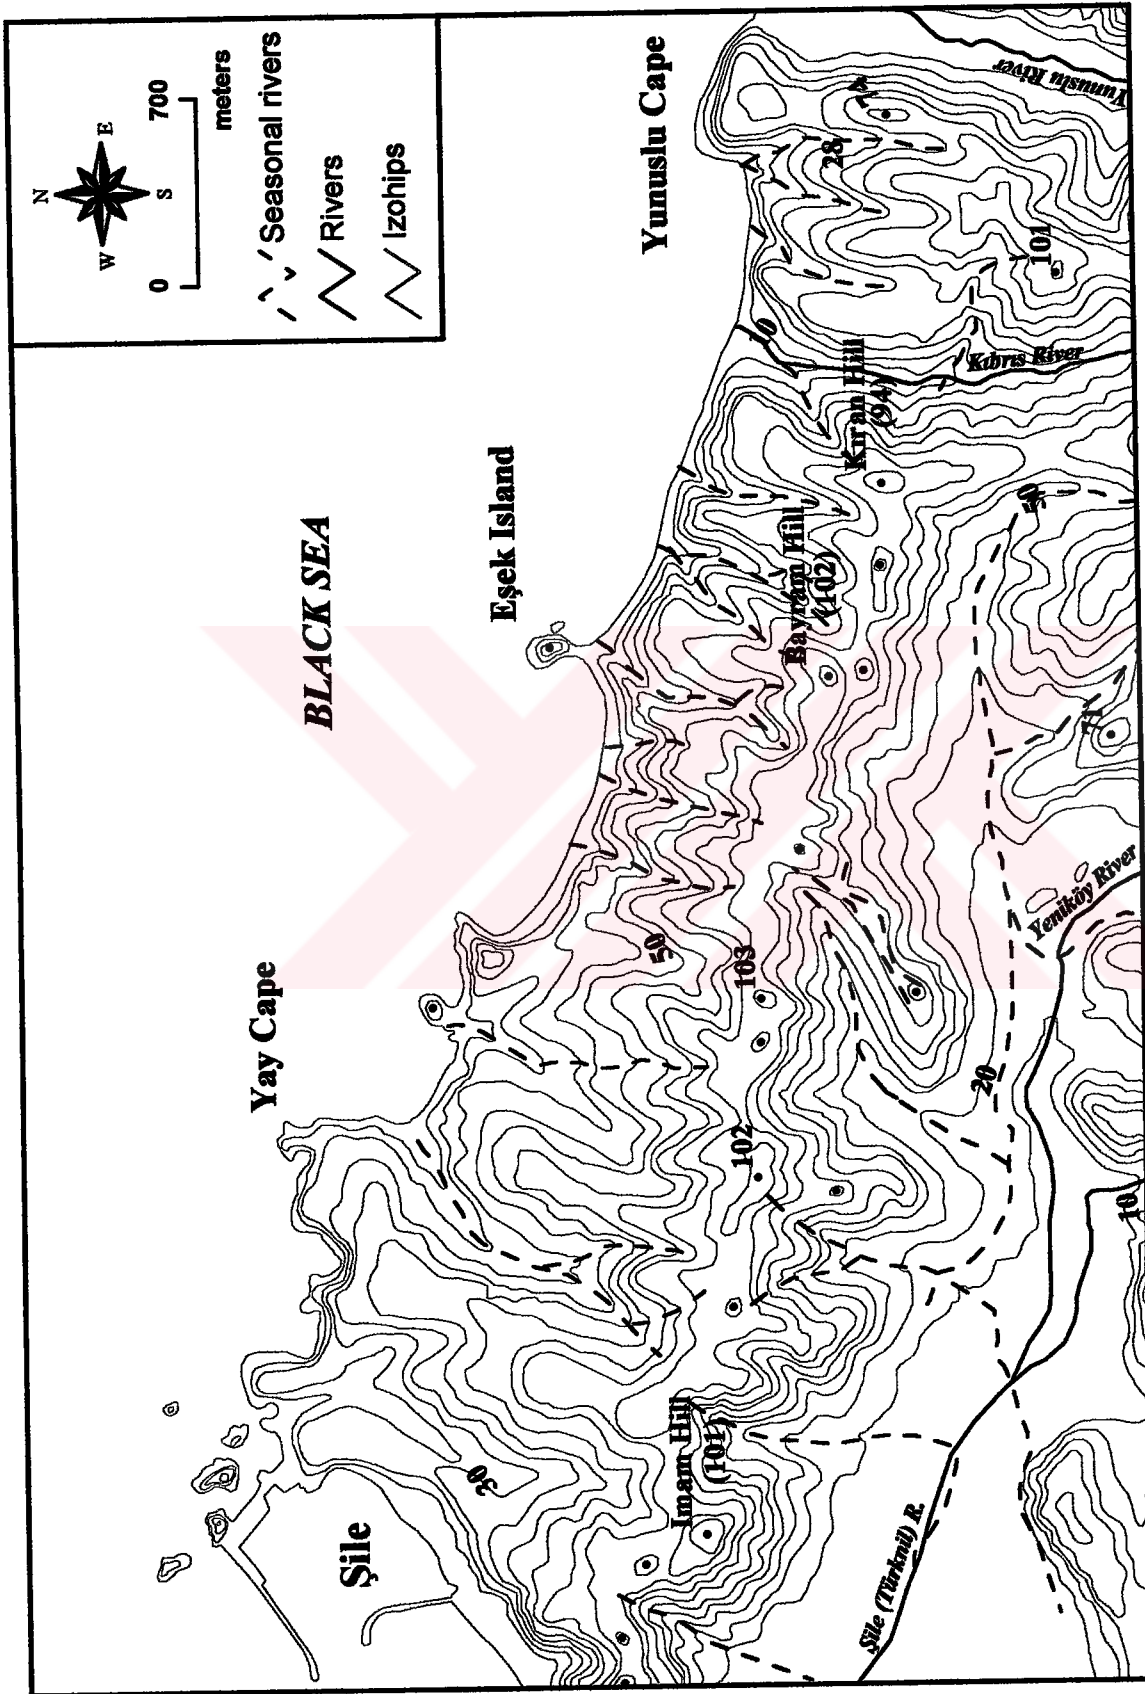 N
W
E
S
0
700
meters
Seasonal rivers
Rivers
Izohips
BLACK SEA
Yunuslu Cape
Eşek Island
Yay Cape
Şile
Yunuslu River
28
101
10
Kıbrıs River
Kıran Hill
(94)
Bayram Hill
(102)
71
Yeniköy River
50
103
20
102
10
30
Imam Hill
(101)
Şile (Türknil) R.